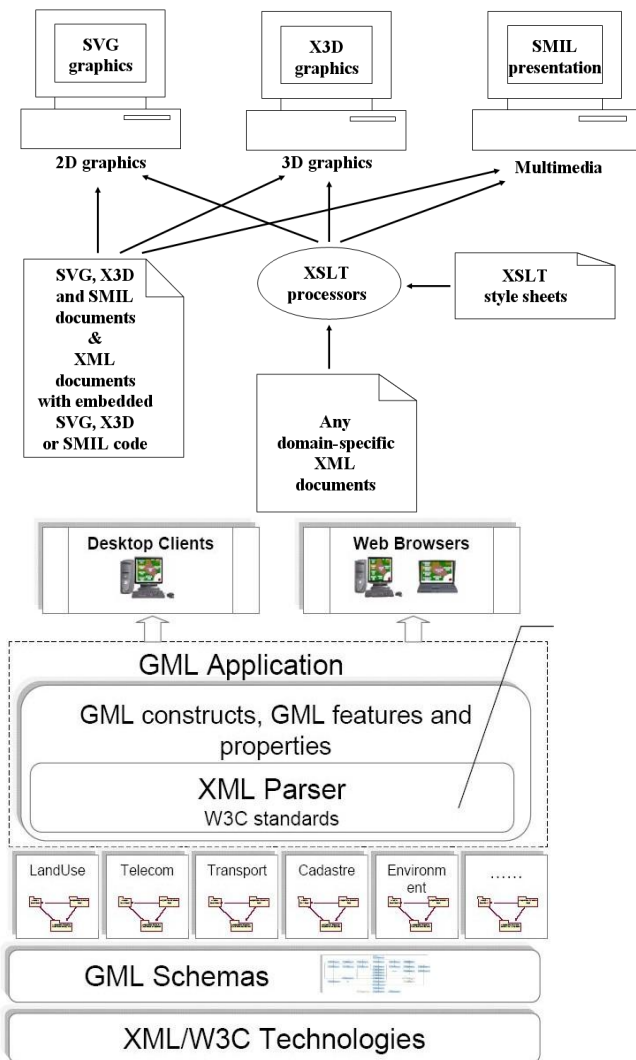 SVG
graphics
X3D
graphics
SMIL
presentation
2D graphics
3D graphics
Multimedia
SVG, X3D
and SMIL
documents
&
XML
documents
with embedded
SVG, X3D
or SMIL code
XSLT
processors
XSLT
style sheets
Any
domain-specific
XML
documents
Desktop Clients
Web Browsers
GML Application
GML constructs, GML features and
properties
XML Parser
W3C standards
LandUse
Telecom
Transport
Cadastre
Environm
ent
......
GML Schemas
XML/W3C Technologies